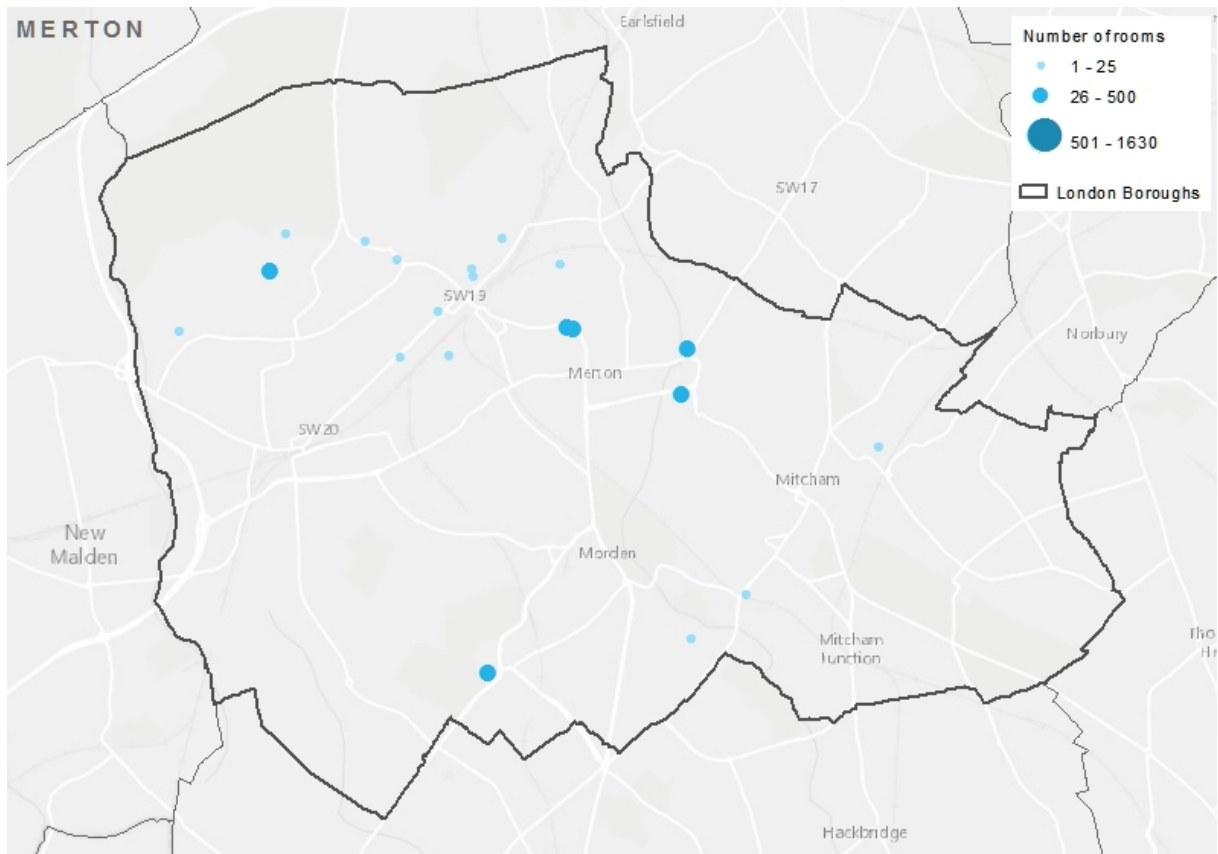 MERTON
Earlsfield
Number of rooms
1 - 25
26 - 500
501 - 1630
London Boroughs
SW17
SW19
Norbury
Merton
SW20
Mitcham
New
Malden
Morden
Mitcham
Junction
Hackbridge